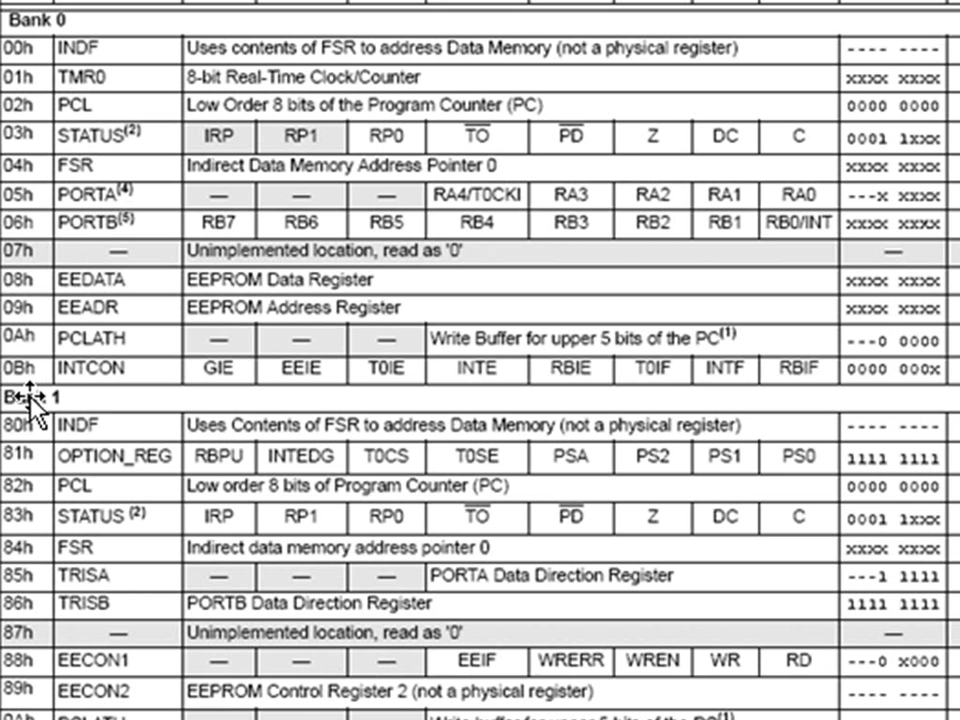 Bank 0
00h INDF Uses contents of FSR to address Data Memory (not a physical register) ---- ----
01h TMR0 8-bit Real-Time Clock/Counter xxxx xxxx
02h PCL Low Order 8 bits of the Program Counter (PC) 0000 0000
03h STATUS(2) IRP RP1 RP0 TO PD Z DC C 0001 1xxx
04h FSR Indirect Data Memory Address Pointer 0 xxxx xxxx
05h PORTA(4) — — — RA4/T0CKI RA3 RA2 RA1 RA0 ---x xxxx
06h PORTB(5) RB7 RB6 RB5 RB4 RB3 RB2 RB1 RB0/INT xxxx xxxx
07h — Unimplemented location, read as '0' —
08h EEDATA EEPROM Data Register xxxx xxxx
09h EEADR EEPROM Address Register xxxx xxxx
0Ah PCLATH — — — Write Buffer for upper 5 bits of the PC(1) ---0 0000
0Bh INTCON GIE EEIE T0IE INTE RBIE T0IF INTF RBIF 0000 000x
Bank 1
80h INDF Uses Contents of FSR to address Data Memory (not a physical register) ---- ----
81h OPTION_REG RBPU INTEDG T0CS T0SE PSA PS2 PS1 PS0 1111 1111
82h PCL Low order 8 bits of Program Counter (PC) 0000 0000
83h STATUS (2) IRP RP1 RP0 TO PD Z DC C 0001 1xxx
84h FSR Indirect data memory address pointer 0 xxxx xxxx
85h TRISA — — — PORTA Data Direction Register ---1 1111
86h TRISB PORTB Data Direction Register 1111 1111
87h — Unimplemented location, read as '0' —
88h EECON1 — — — EEIF WRERR WREN WR RD ---0 x000
89h EECON2 EEPROM Control Register 2 (not a physical register) ---- ----
0Ah PCLATH Write buffer for upper 5 bits of the PC(1)